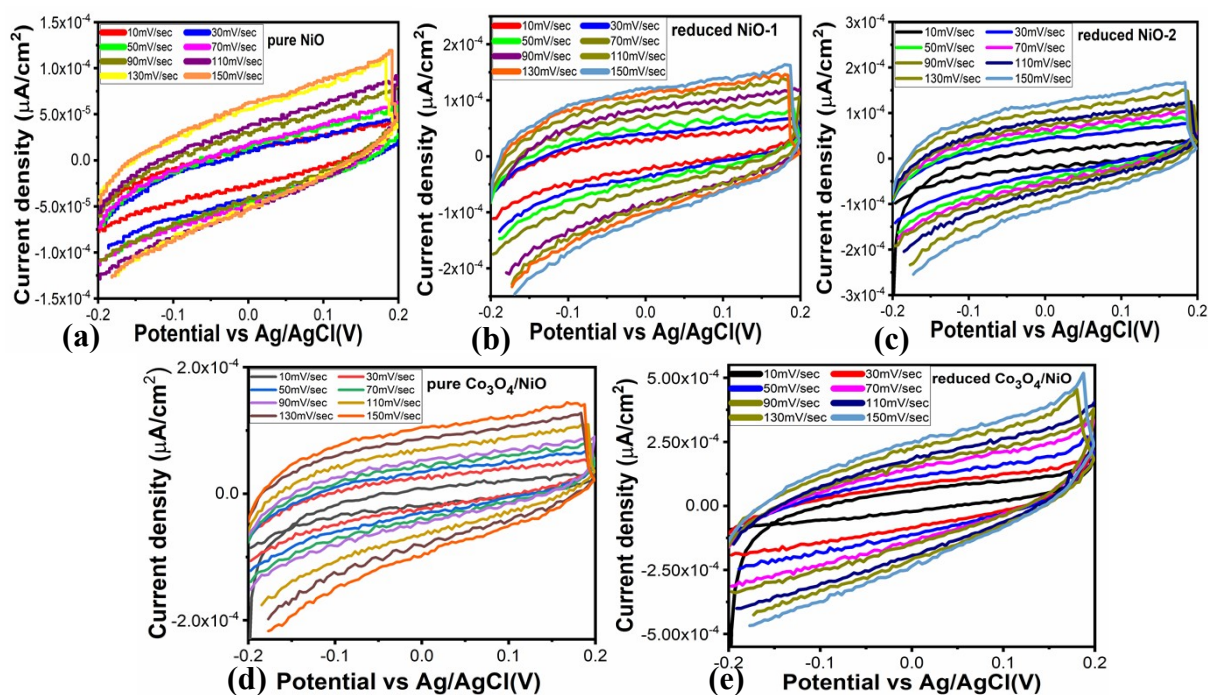 1.5x10⁻⁴
1.0x10⁻⁴
5.0x10⁻⁵
0.0
-5.0x10⁻⁵
-1.0x10⁻⁴
-1.5x10⁻⁴
Current density (μA/cm²)
10mV/sec 30mV/sec
50mV/sec 70mV/sec
90mV/sec 110mV/sec
130mV/sec 150mV/sec
pure NiO
-0.2 -0.1 0.0 0.1 0.2
Potential vs Ag/AgCl(V)
(a)
2x10⁻⁴
1x10⁻⁴
0
-1x10⁻⁴
-2x10⁻⁴
Current density (μA/cm²)
10mV/sec 30mV/sec
50mV/sec 70mV/sec
90mV/sec 110mV/sec
130mV/sec 150mV/sec
reduced NiO-1
-0.2 -0.1 0.0 0.1 0.2
Potential vs Ag/AgCl(V)
(b)
2x10⁻⁴
1x10⁻⁴
0
-1x10⁻⁴
-2x10⁻⁴
-3x10⁻⁴
Current density (μA/cm²)
10mV/sec 30mV/sec
50mV/sec 70mV/sec
90mV/sec 110mV/sec
130mV/sec 150mV/sec
reduced NiO-2
-0.2 -0.1 0.0 0.1 0.2
Potential vs Ag/AgCl(V)
(c)
2.0x10⁻⁴
0.0
-2.0x10⁻⁴
Current density (μA/cm²)
10mV/sec 30mV/sec
50mV/sec 70mV/sec
90mV/sec 110mV/sec
130mV/sec 150mV/sec
pure Co₃O₄/NiO
-0.2 -0.1 0.0 0.1 0.2
Potential vs Ag/AgCl(V)
(d)
5.00x10⁻⁴
2.50x10⁻⁴
0.00
-2.50x10⁻⁴
-5.00x10⁻⁴
Current density (μA/cm²)
10mV/sec 30mV/sec
50mV/sec 70mV/sec
90mV/sec 110mV/sec
130mV/sec 150mV/sec
reduced Co₃O₄/NiO
-0.2 -0.1 0.0 0.1 0.2
Potential vs Ag/AgCl(V)
(e)